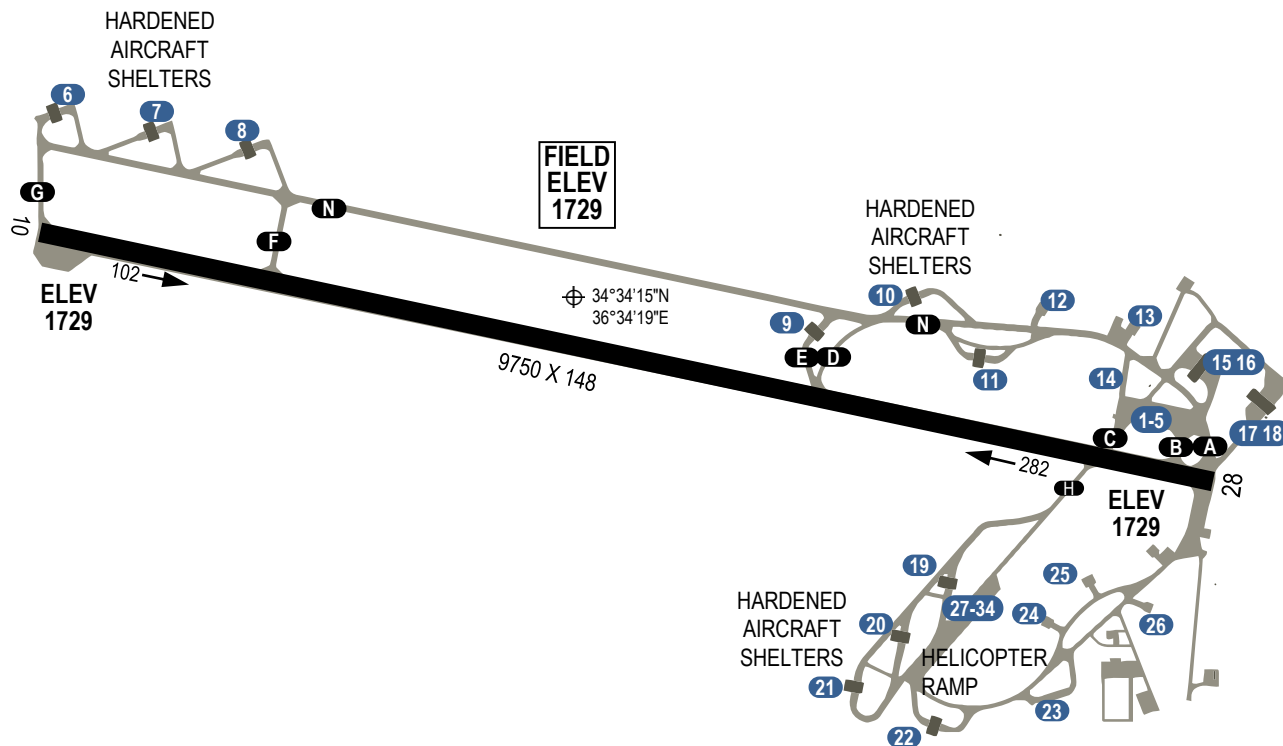 HARDENED
AIRCRAFT
SHELTERS
6
7
8
G
N
F
10
102
ELEV
1729
FIELD
ELEV
1729
34°34'15"N
36°34'19"E
9750 X 148
HARDENED
AIRCRAFT
SHELTERS
10
12
13
9
N
E
D
11
14
15 16
1-5
C
B
A
17 18
282
H
28
ELEV
1729
19
25
HARDENED
AIRCRAFT
SHELTERS
27-34
24
26
20
HELICOPTER
RAMP
21
23
22